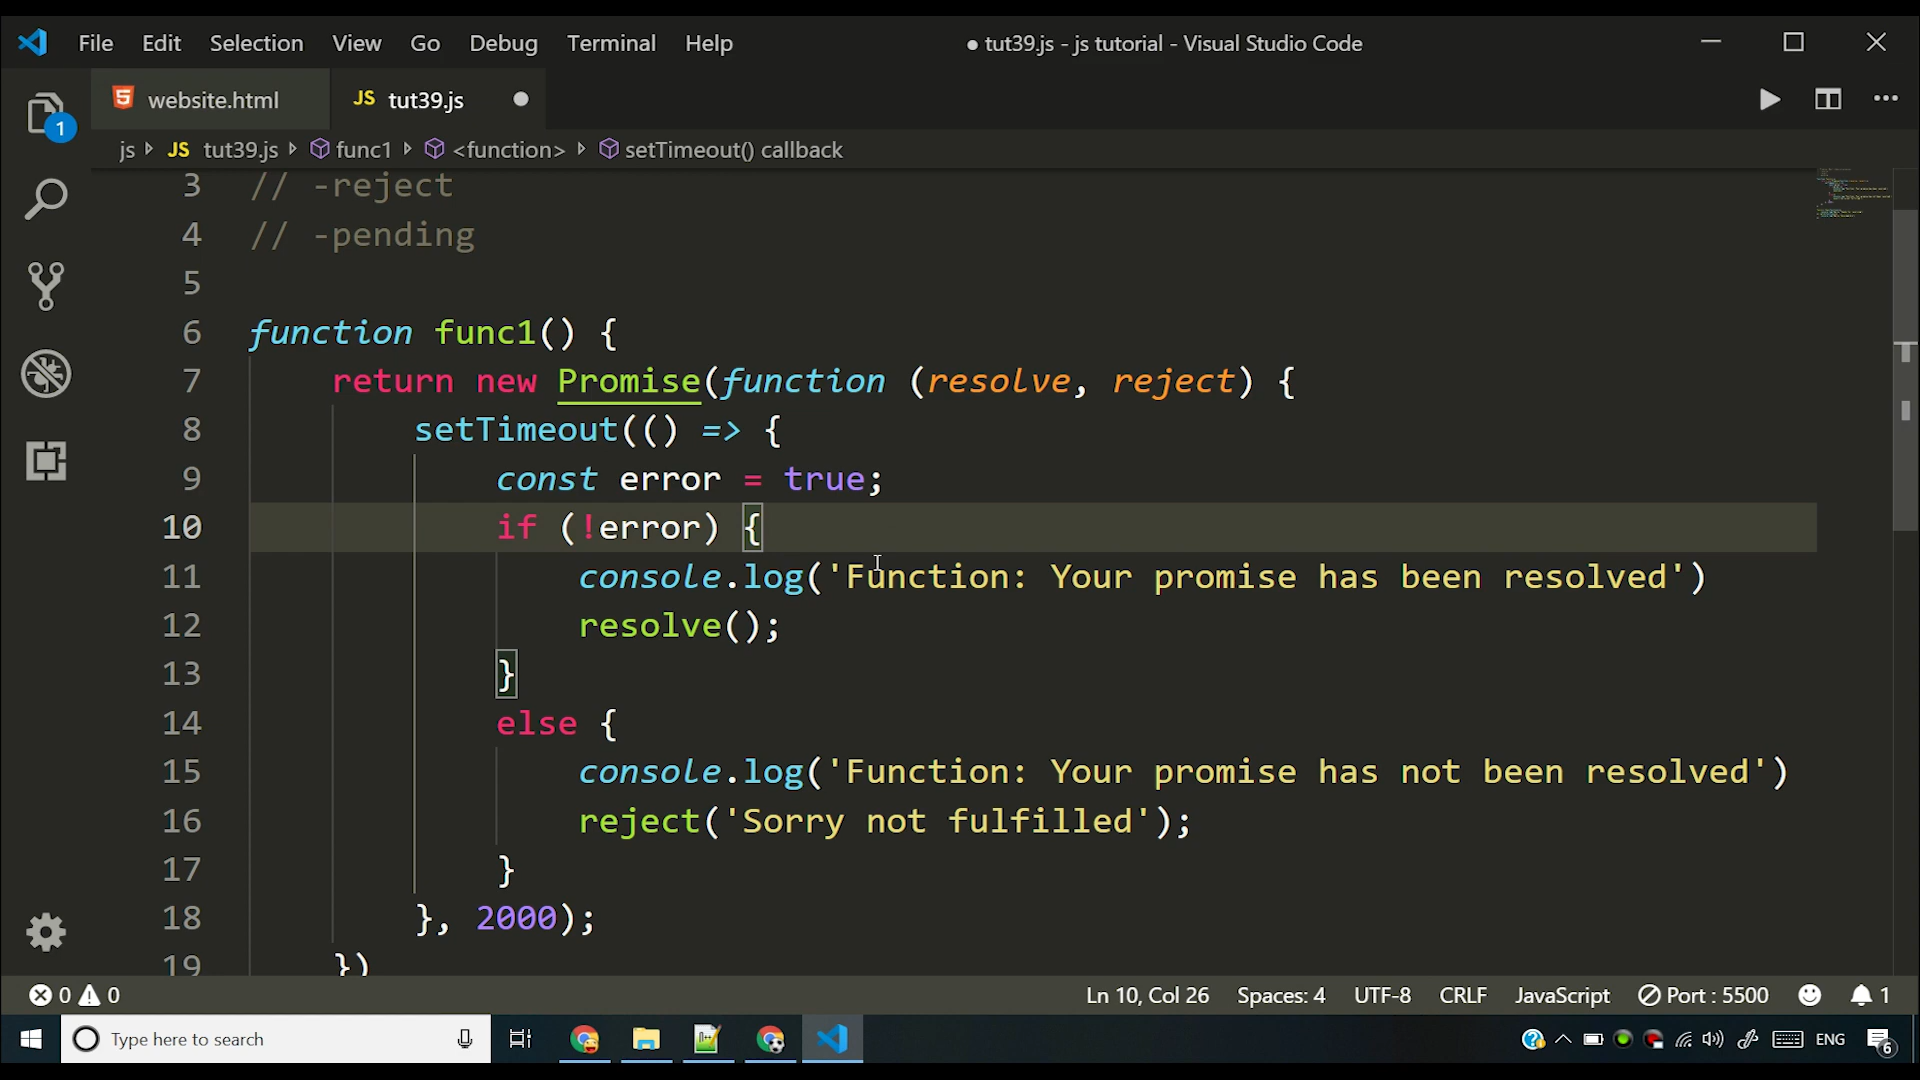 File Edit Selection View Go Debug Terminal Help ● tut39.js - js tutorial - Visual Studio Code
website.html JS tut39.js
js JS tut39.js func1 <function> setTimeout() callback
1
3 // -reject
4 // -pending
5
6 function func1() {
7 return new Promise(function (resolve, reject) {
8 setTimeout(() => {
9 const error = true;
10 if (!error) {
11 console.log('Function: Your promise has been resolved')
12 resolve();
13 }
14 else {
15 console.log('Function: Your promise has not been resolved')
16 reject('Sorry not fulfilled');
17 }
18 }, 2000);
19 })
0 0 Ln 10, Col 26 Spaces: 4 UTF-8 CRLF JavaScript Port : 5500 1
Type here to search ENG 6